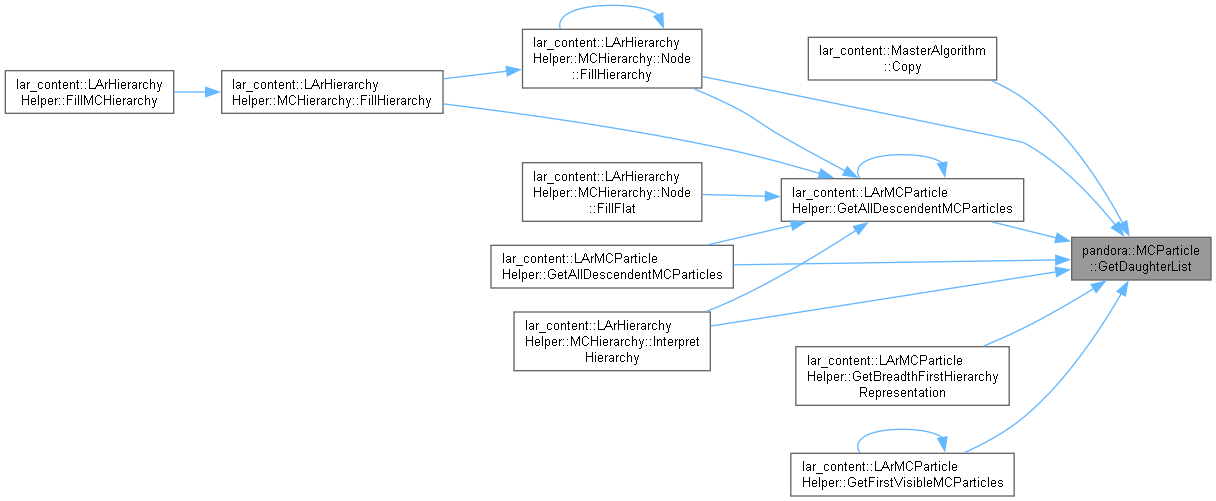 lar_content::LArHierarchy
Helper::FillMCHierarchy
lar_content::LArHierarchy
Helper::MCHierarchy::FillHierarchy
lar_content::LArHierarchy
Helper::MCHierarchy::Node
::FillHierarchy
lar_content::LArHierarchy
Helper::MCHierarchy::Node
::FillFlat
lar_content::LArMCParticle
Helper::GetAllDescendentMCParticles
lar_content::LArHierarchy
Helper::MCHierarchy::Interpret
Hierarchy
lar_content::MasterAlgorithm
::Copy
lar_content::LArMCParticle
Helper::GetAllDescendentMCParticles
lar_content::LArMCParticle
Helper::GetBreadthFirstHierarchy
Representation
lar_content::LArMCParticle
Helper::GetFirstVisibleMCParticles
pandora::MCParticle
::GetDaughterList